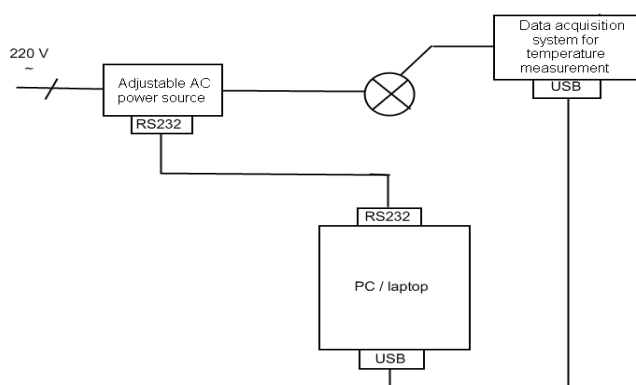 Data acquisition
system for
temperature
measurement
USB
220 V
~
Adjustable AC
power source
RS232
RS232
PC / laptop
USB